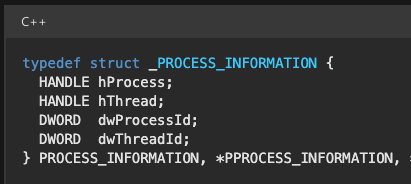 C++
typedef struct _PROCESS_INFORMATION {
  HANDLE hProcess;
  HANDLE hThread;
  DWORD  dwProcessId;
  DWORD  dwThreadId;
} PROCESS_INFORMATION, *PPROCESS_INFORMATION,